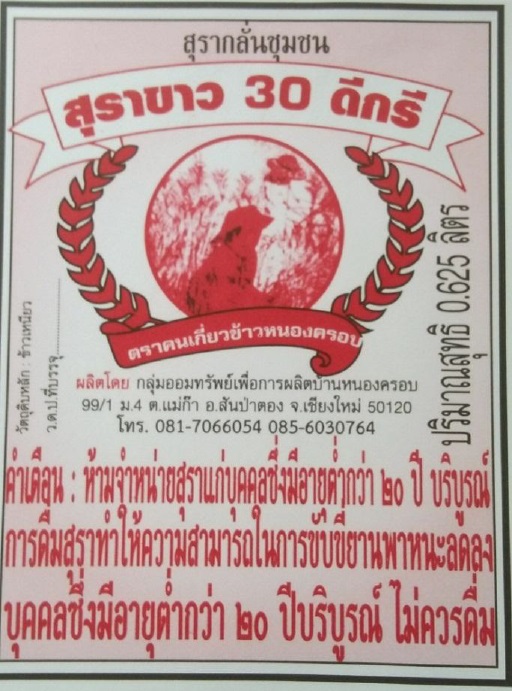 สุรากลั่นชุมชน
สุราขาว 30 ดีกรี
ตราคนเกี่ยวข้าวหนองครอบ
วัตถุดิบหลัก : ข้าวเหนียว
ว.ด.ป.ที่บรรจุ
ปริมาณสุทธิ 0.625 ลิตร
ผลิตโดย กลุ่มออมทรัพย์เพื่อการผลิตบ้านหนองครอบ
99/1 ม.4 ต.แม่ก๊า อ.สันป่าตอง จ.เชียงใหม่ 50120
โทร. 081-7066054 085-6030764
คำเตือน : ห้ามจำหน่ายสุราแก่บุคคลซึ่งมีอายุต่ำกว่า ๒๐ ปี บริบูรณ์
การดื่มสุราทำให้ความสามารถในการขับขี่ยานพาหนะลดลง
บุคคลซึ่งมีอายุต่ำกว่า ๒๐ ปีบริบูรณ์ ไม่ควรดื่ม